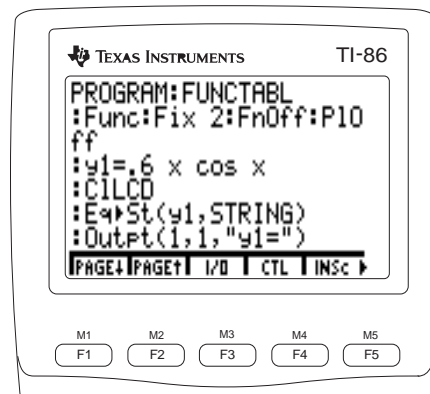 TEXAS INSTRUMENTS TI-86
PROGRAM:FUNCTABL
:Func:Fix 2:FnOff:PlO
ff
:y1=.6 x cos x
:ClLCD
:Eq▸St(y1,STRING)
:Outpt(1,1,"y1=")
PAGE↓ PAGE↑ I/O CTL INSc ▸
M1 M2 M3 M4 M5
F1 F2 F3 F4 F5